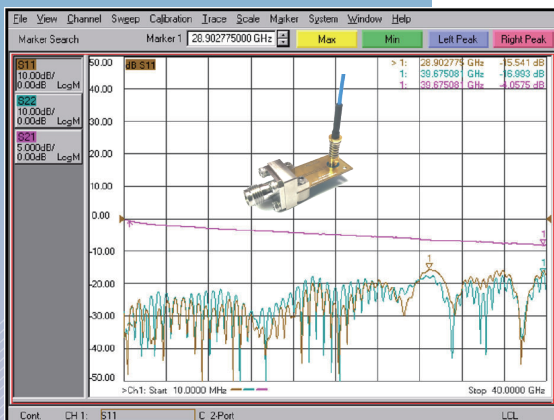 File View Channel Sweep Calibration Trace Scale Marker System Window Help
Marker Search Marker 1 28.902775000 GHz Max Min Left Peak Right Peak
S11
10.00dB/
0.00dB LogM
S22
10.00dB/
0.00dB LogM
S21
5.000dB/
0.00dB LogM
50.00
40.00
30.00
20.00
10.00
0.00
-10.00
-20.00
-30.00
-40.00
-50.00
dB S11
> 1: 28.902775 GHz -15.541 dB
1: 39.675081 GHz -16.993 dB
1: 39.675081 GHz -4.0575 dB
1
1
1
>Ch1: Start 10.0000 MHz
Stop 40.0000 GHz
Cont. CH 1: S11 C 2-Port LCL